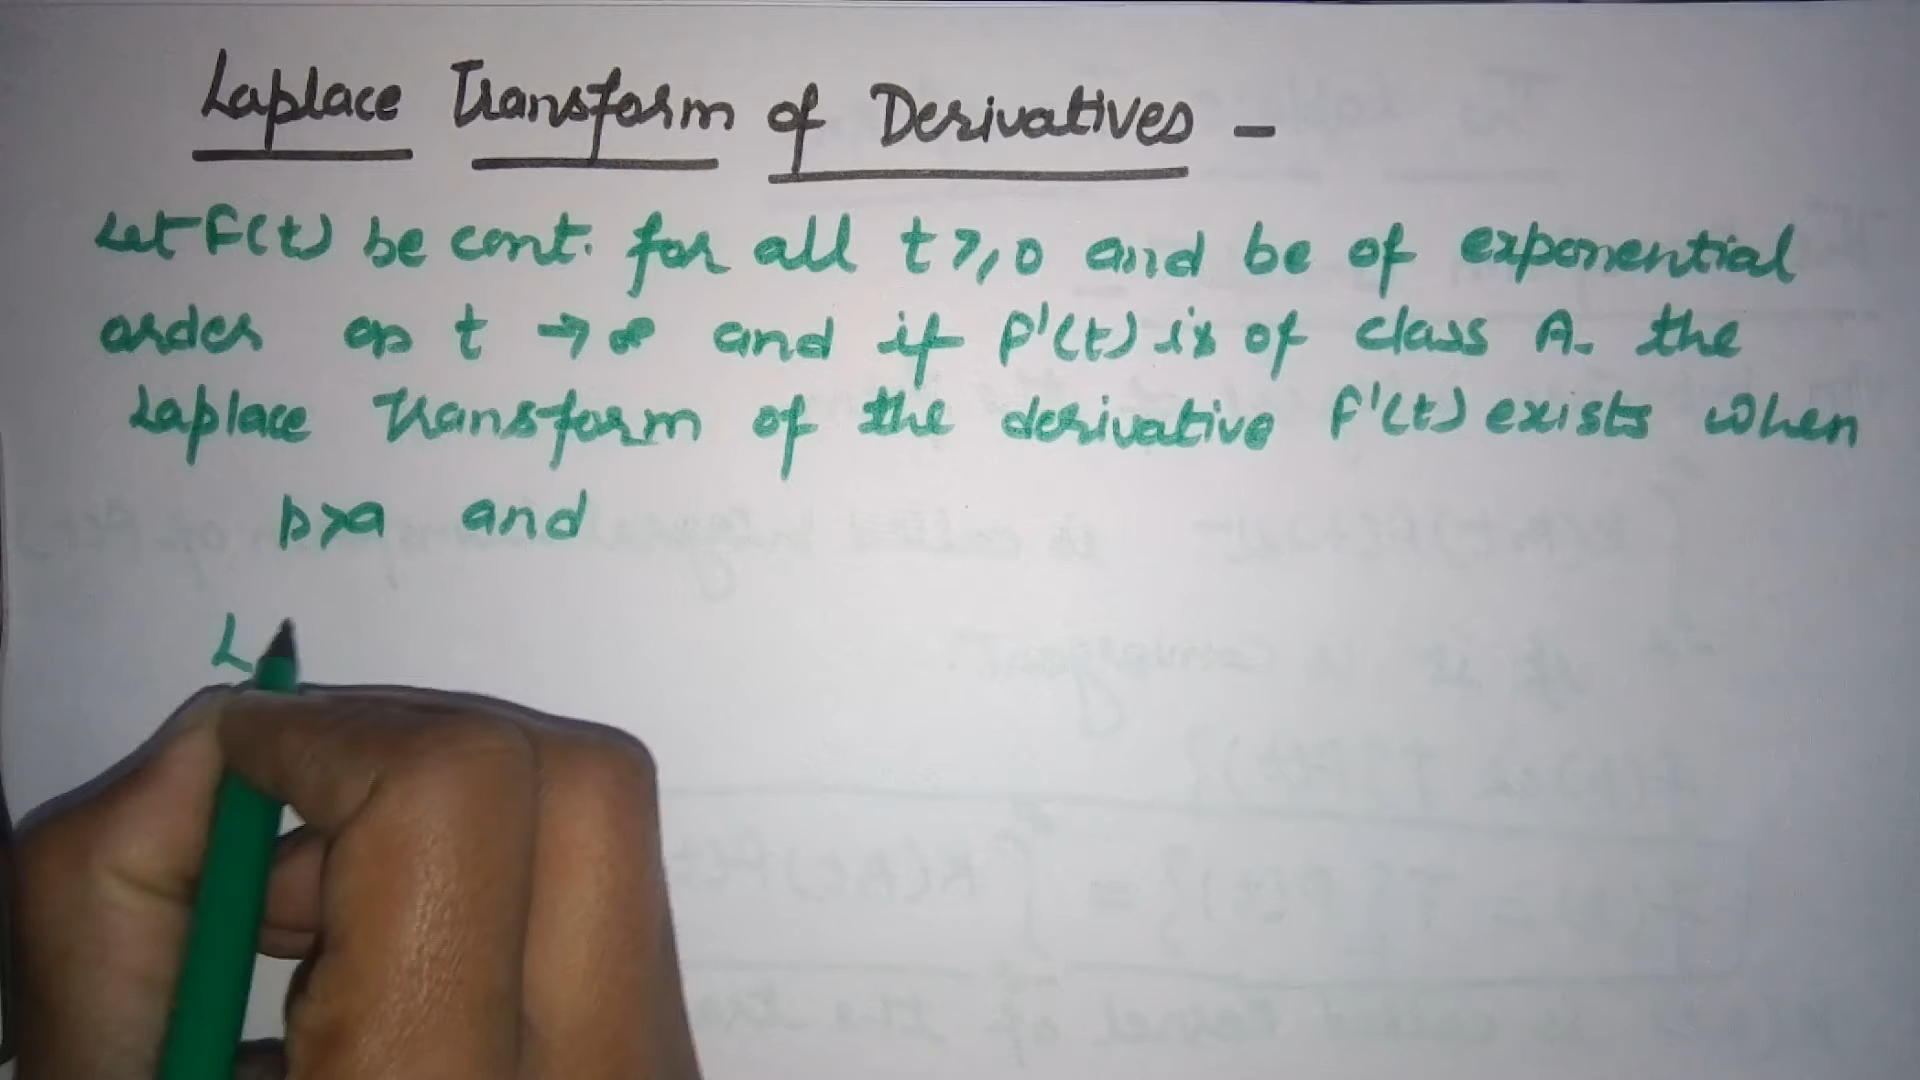 Laplace Transform of Derivatives -
Let F(t) be cont. for all t ≥ 0 and be of exponential
order as t → ∞ and if F'(t) is of class A. the
Laplace Transform of the derivative F'(t) exists when
p>a and
L